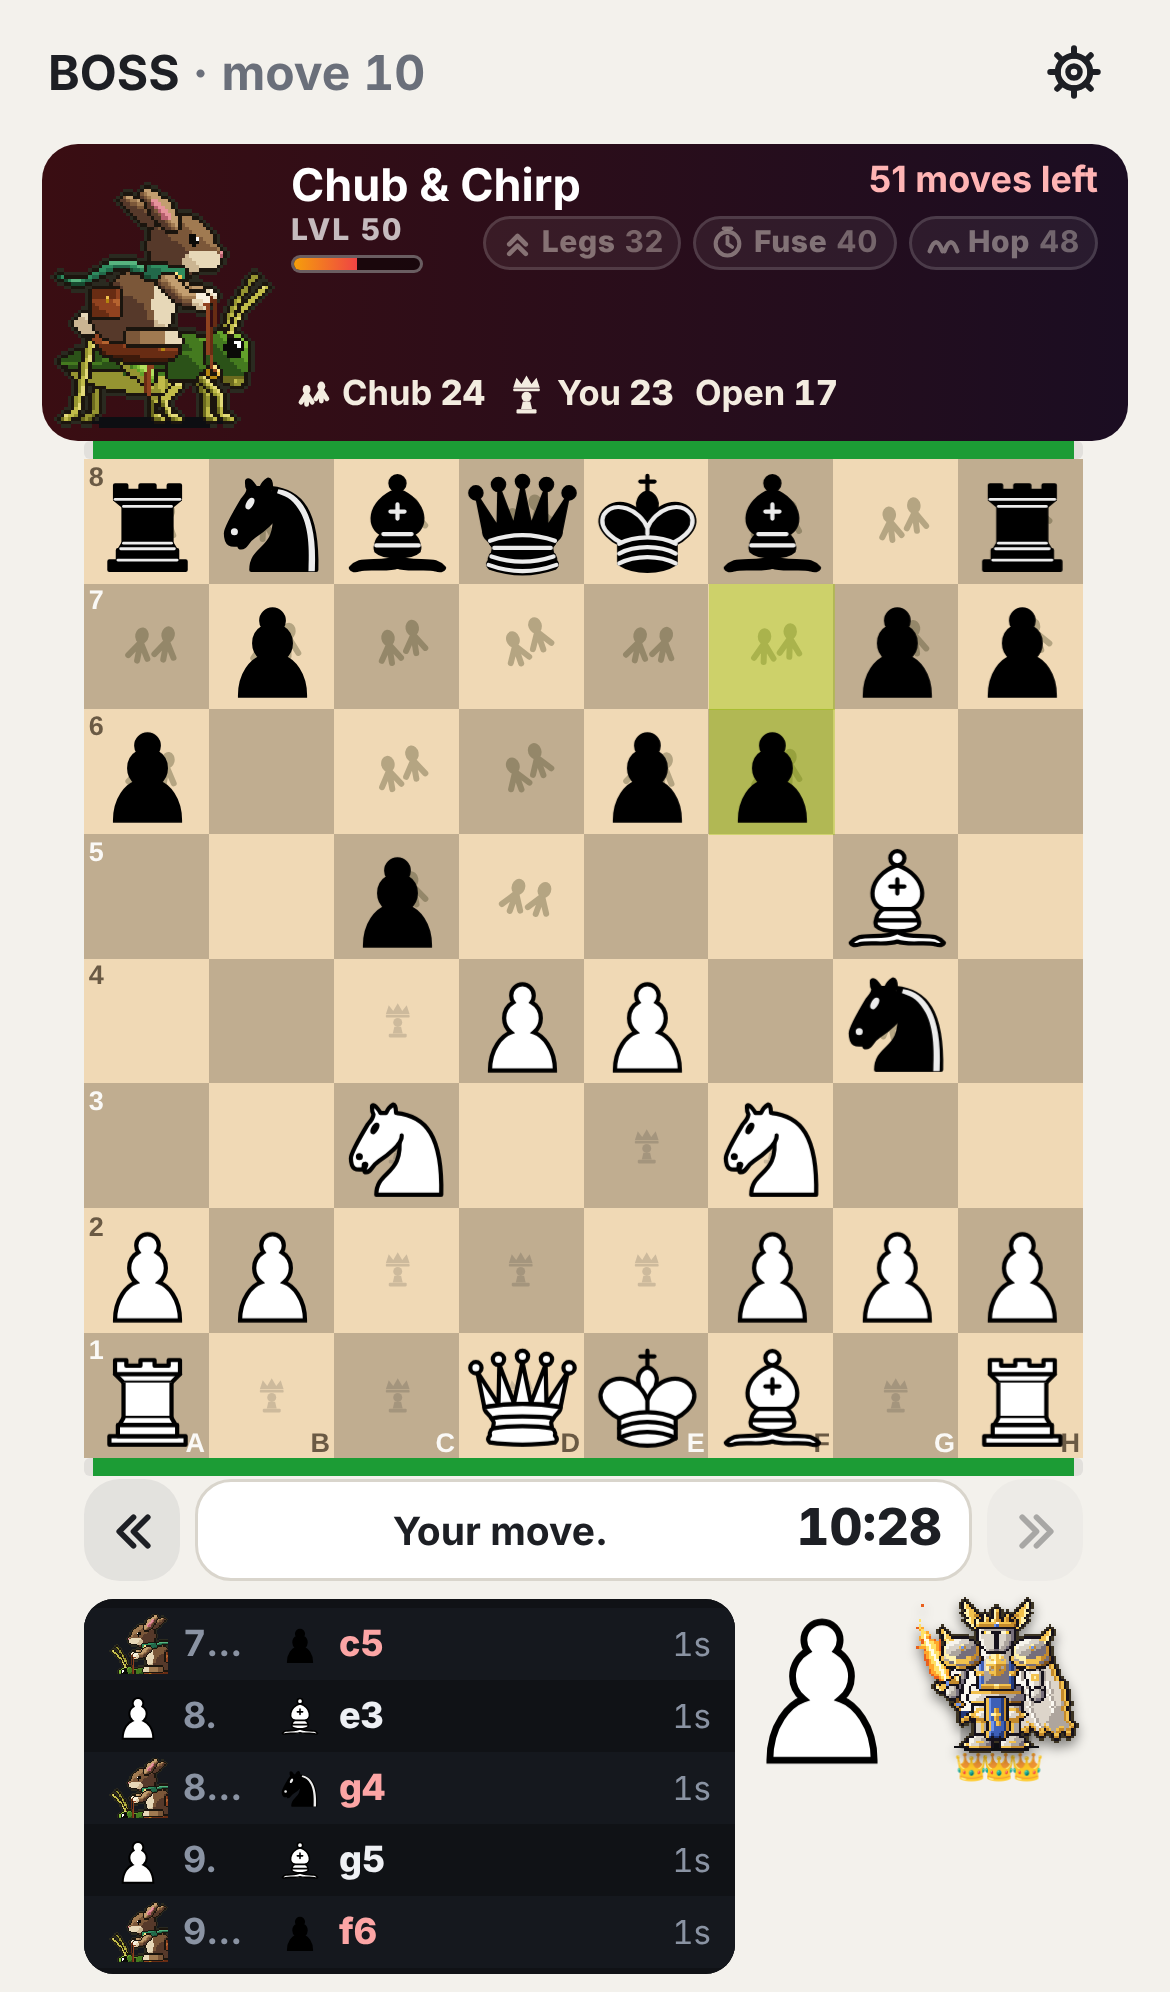 BOSS · move 10
Chub & Chirp
51 moves left
LVL 50
Legs 32
Fuse 40
Hop 48
Chub 24 You 23 Open 17
8
7
6
5
4
3
2
1
A B C D E F G H
Your move. 10:28
7... c5 1s
8. e3 1s
8... g4 1s
9. g5 1s
9... f6 1s